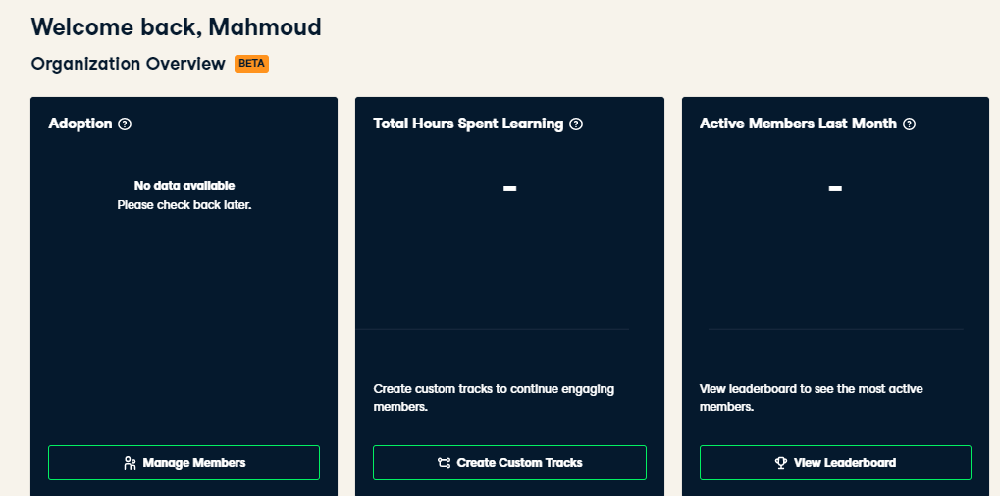 Welcome back, Mahmoud
Organization Overview BETA
Adoption
No data available
Please check back later.
Manage Members
Total Hours Spent Learning
-
Create custom tracks to continue engaging
members.
Create Custom Tracks
Active Members Last Month
-
View leaderboard to see the most active
members.
View Leaderboard